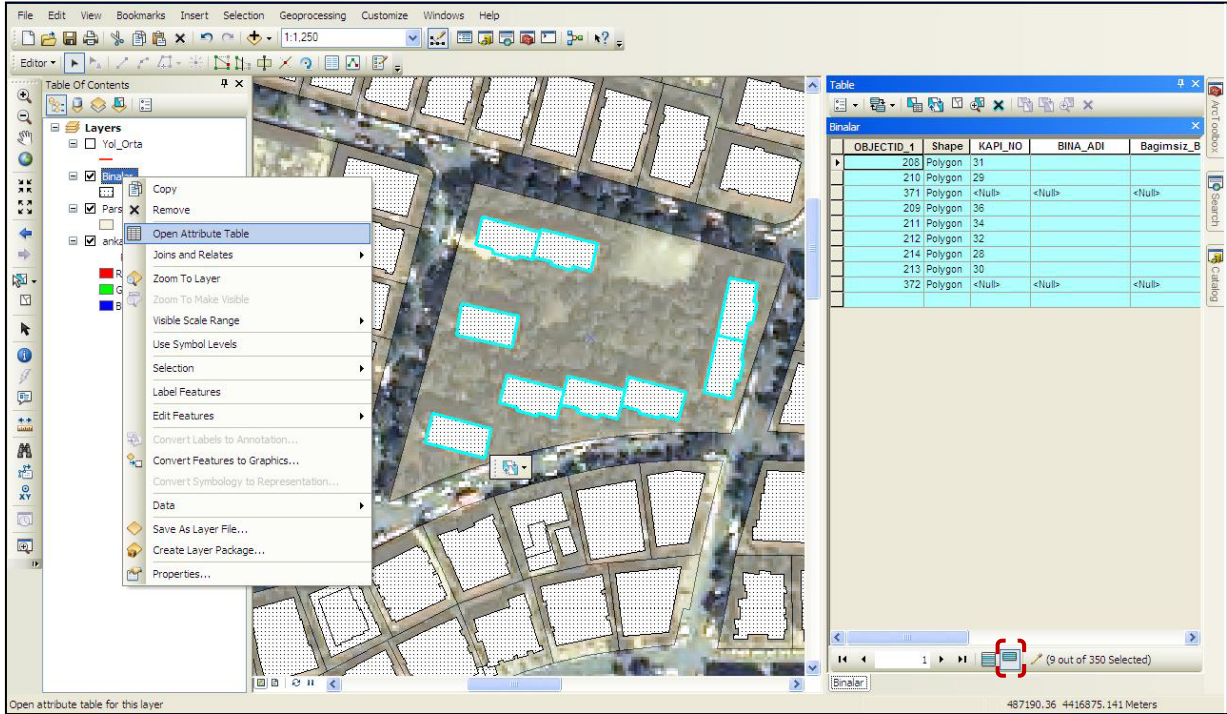 File Edit View Bookmarks Insert Selection Geoprocessing Customize Windows Help
1:1,250
Editor
Table Of Contents
Layers
Yol_Orta
Binalar
Pars
anka
R
G
B
Copy
Remove
Open Attribute Table
Joins and Relates
Zoom To Layer
Zoom To Make Visible
Visible Scale Range
Use Symbol Levels
Selection
Label Features
Edit Features
Convert Labels to Annotation...
Convert Features to Graphics...
Convert Symbology to Representation...
Data
Save As Layer File...
Create Layer Package...
Properties...
Table
Binalar
OBJECTID_1 Shape KAPI_NO BINA_ADI Bagimsiz_B
208 Polygon 31
210 Polygon 29
371 Polygon <Null> <Null> <Null>
209 Polygon 36
211 Polygon 34
212 Polygon 32
214 Polygon 28
213 Polygon 30
372 Polygon <Null> <Null> <Null>
1 (9 out of 350 Selected)
Binalar
ArcToolbox
Search
Catalog
Open attribute table for this layer
487190.36 4416875.141 Meters